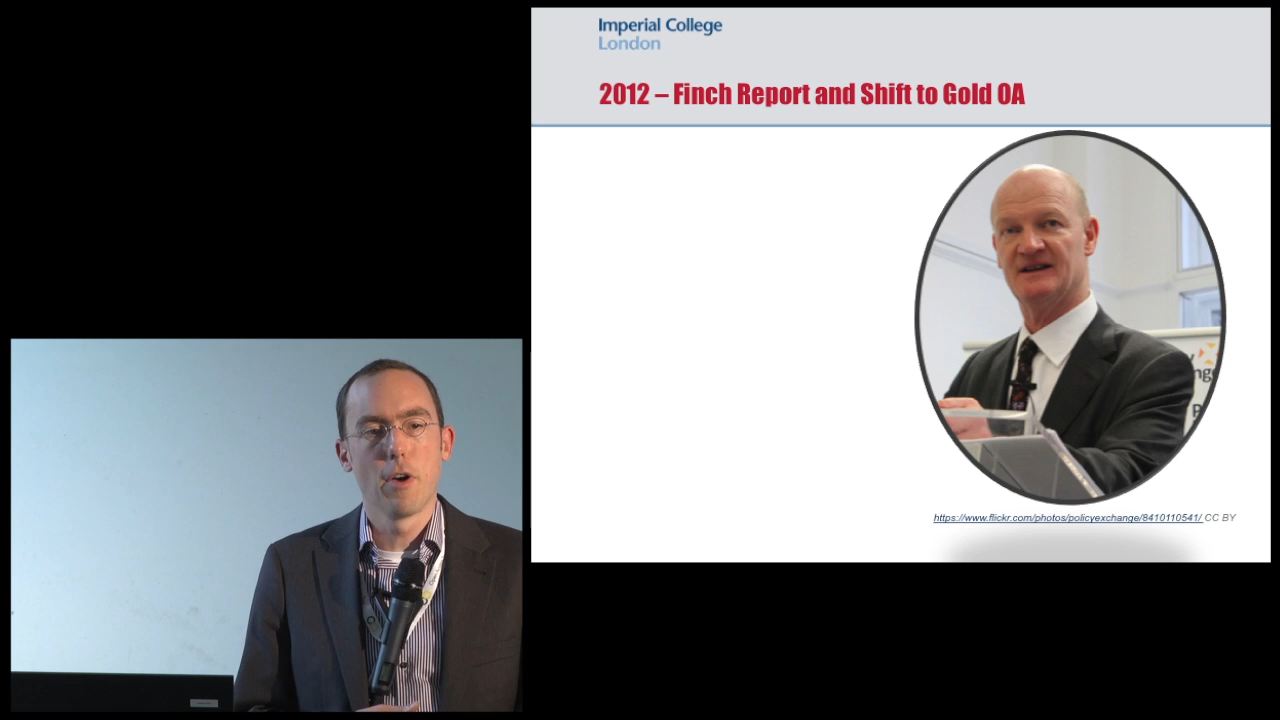 Imperial College
London
2012 – Finch Report and Shift to Gold OA
https://www.flickr.com/photos/policyexchange/8410110541/ CC BY